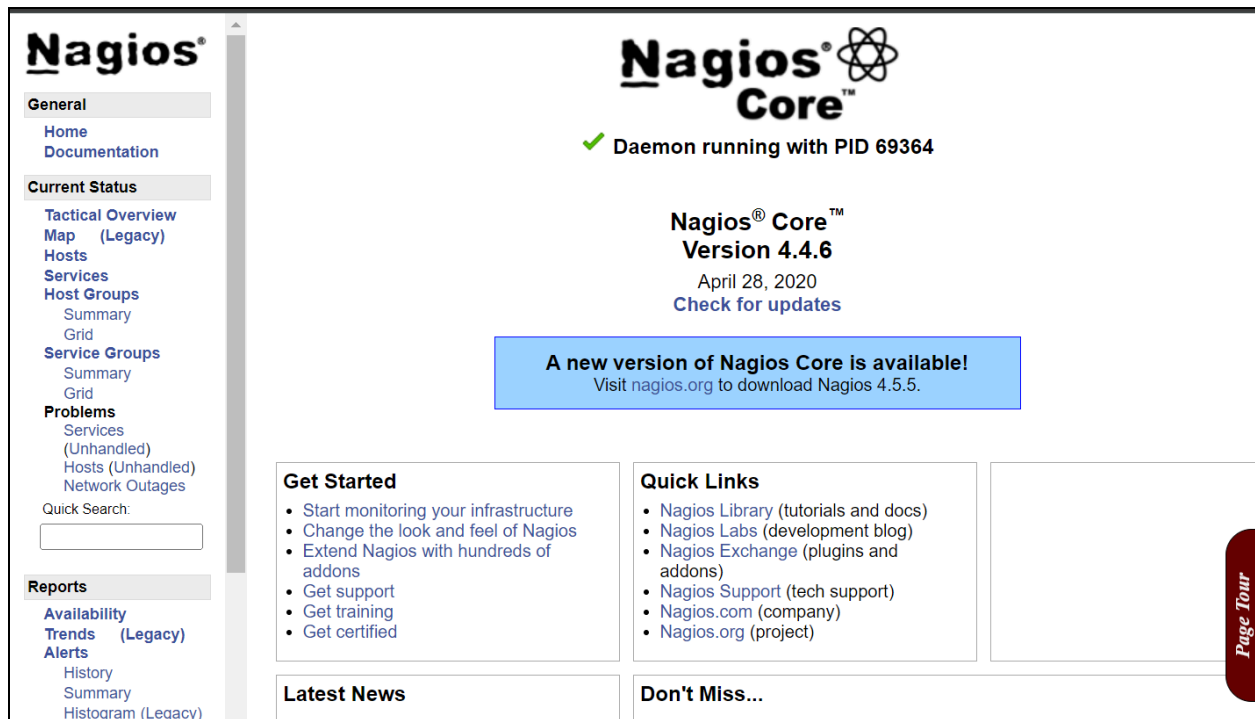 Nagios®
General
Home
Documentation
Current Status
Tactical Overview
Map (Legacy)
Hosts
Services
Host Groups
Summary
Grid
Service Groups
Summary
Grid
Problems
Services
(Unhandled)
Hosts (Unhandled)
Network Outages
Quick Search:
Reports
Availability
Trends (Legacy)
Alerts
History
Summary
Histogram (Legacy)
Nagios®
Core™
Daemon running with PID 69364
Nagios® Core™
Version 4.4.6
April 28, 2020
Check for updates
A new version of Nagios Core is available!
Visit nagios.org to download Nagios 4.5.5.
Get Started
• Start monitoring your infrastructure
• Change the look and feel of Nagios
• Extend Nagios with hundreds of
addons
• Get support
• Get training
• Get certified
Quick Links
• Nagios Library (tutorials and docs)
• Nagios Labs (development blog)
• Nagios Exchange (plugins and
addons)
• Nagios Support (tech support)
• Nagios.com (company)
• Nagios.org (project)
Latest News
Don't Miss...
Page Tour